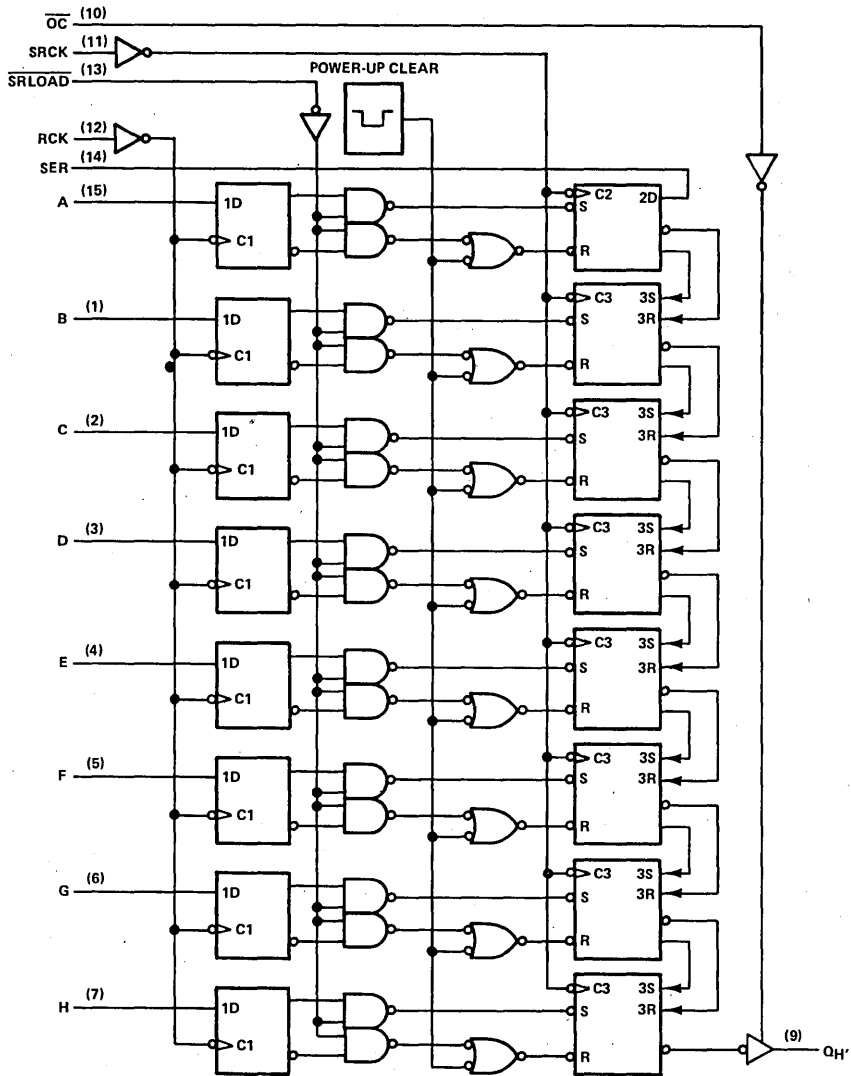 OC (10)
SRCK (11)
SRLOAD (13)
POWER-UP CLEAR
RCK (12)
SER (14)
A (15)
1D
C1
C2
2D
S
R
B (1)
1D
C1
C3
3S
S
3R
R
C (2)
1D
C1
C3
3S
S
3R
R
D (3)
1D
C1
C3
3S
S
3R
R
E (4)
1D
C1
C3
3S
S
3R
R
F (5)
1D
C1
C3
3S
S
3R
R
G (6)
1D
C1
C3
3S
S
3R
R
H (7)
1D
C1
C3
3S
S
3R
R
(9)
QH'